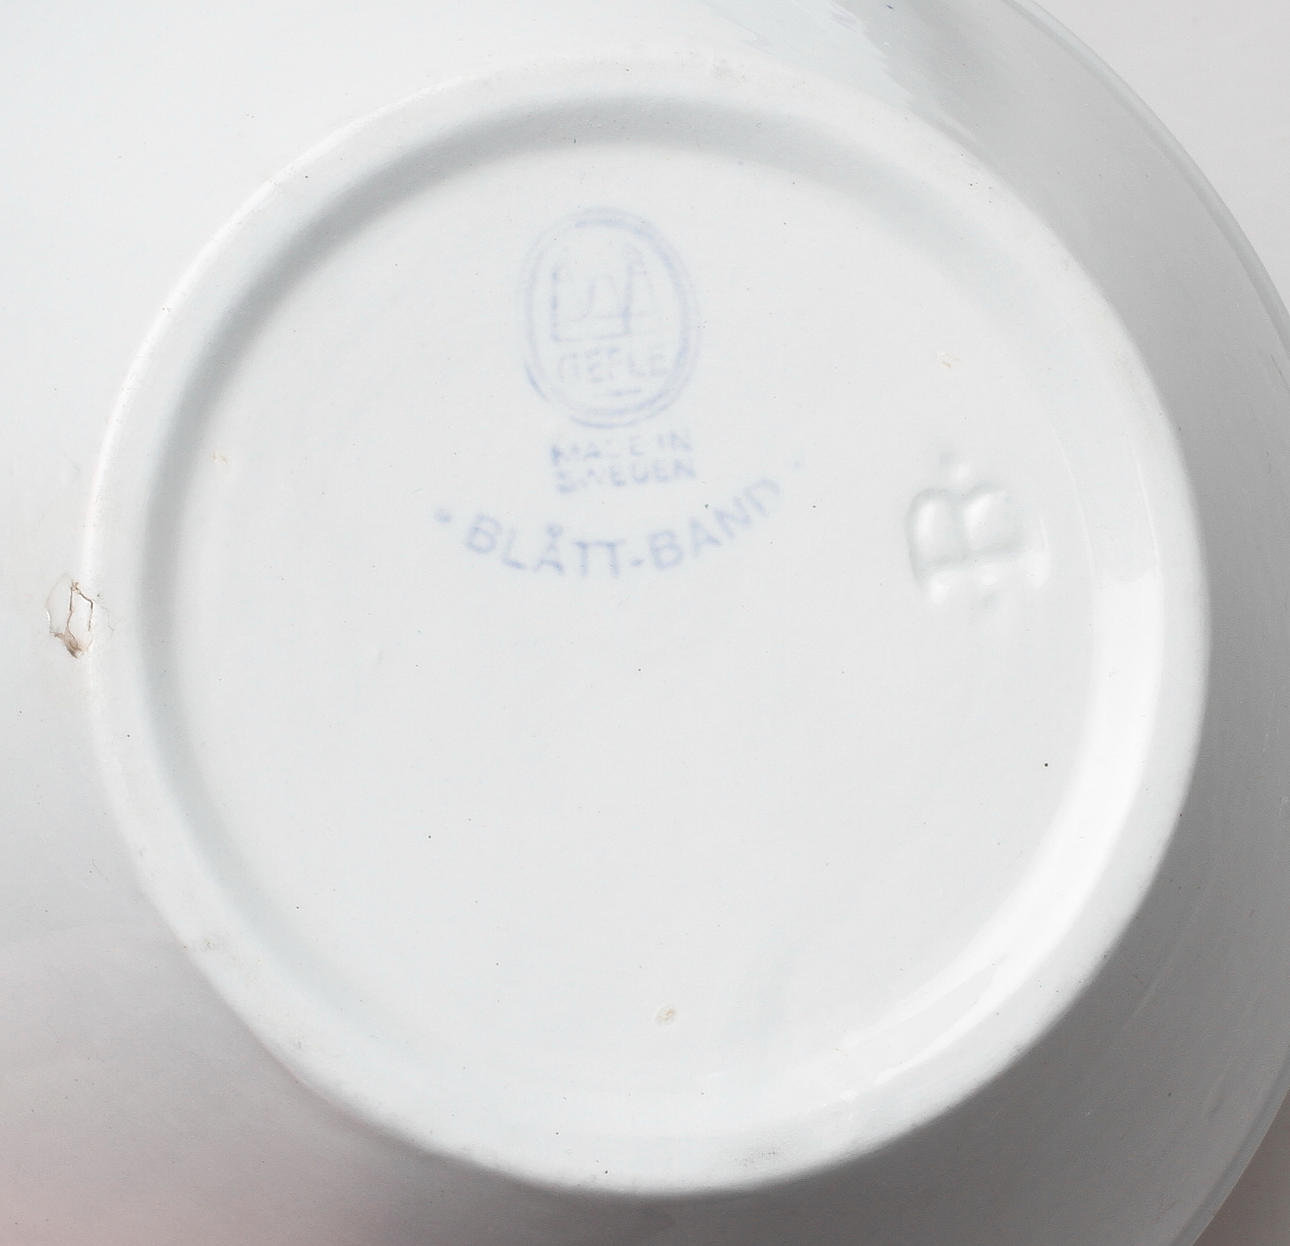 GEFLE
MADE IN
SWEDEN
BLÅTT-BAND
B